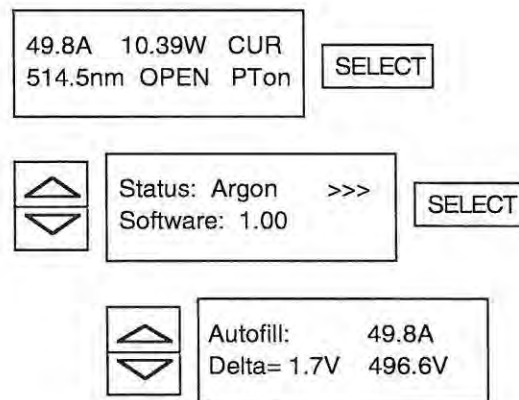 49.8A 10.39W CUR
514.5nm OPEN PTon
SELECT
Status: Argon >>>
Software: 1.00
SELECT
Autofill: 49.8A
Delta= 1.7V 496.6V